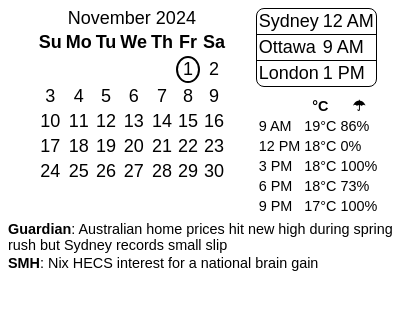 November 2024
Su Mo Tu We Th Fr Sa
1 2
3 4 5 6 7 8 9
10 11 12 13 14 15 16
17 18 19 20 21 22 23
24 25 26 27 28 29 30
Sydney 12 AM
Ottawa 9 AM
London 1 PM
°C ☂
9 AM 19°C 86%
12 PM 18°C 0%
3 PM 18°C 100%
6 PM 18°C 73%
9 PM 17°C 100%
Guardian: Australian home prices hit new high during spring
rush but Sydney records small slip
SMH: Nix HECS interest for a national brain gain